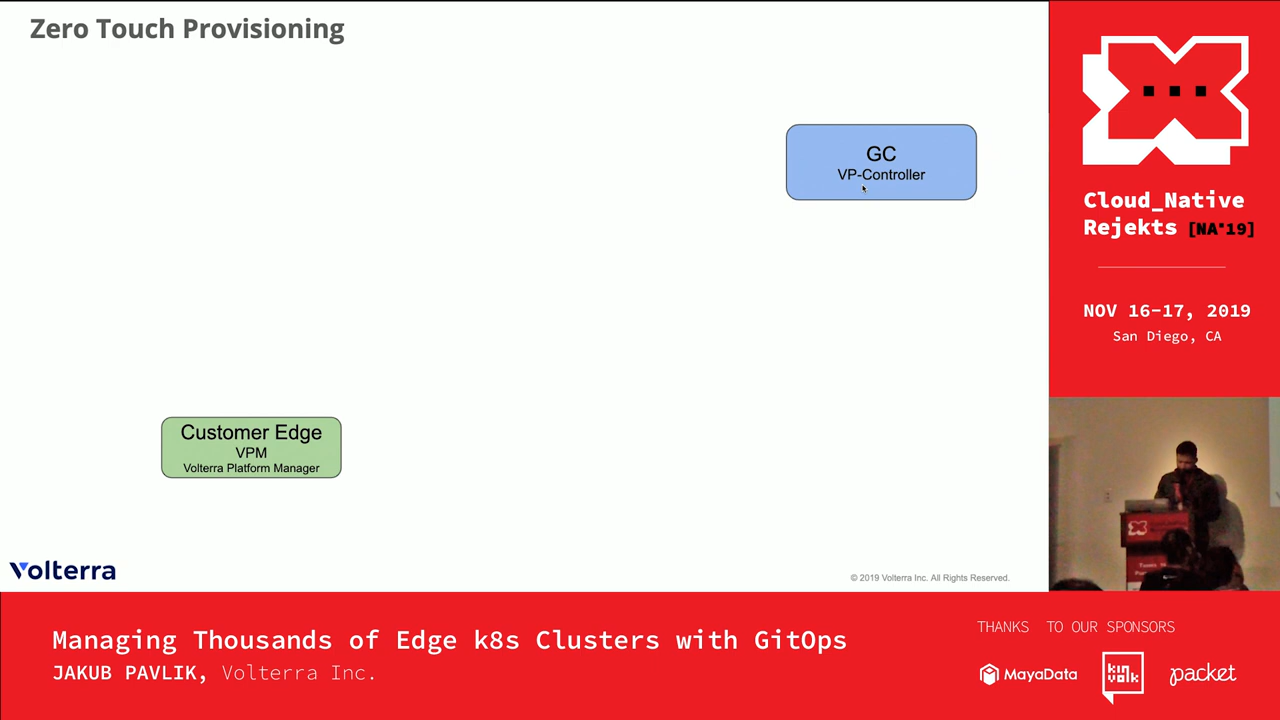 Zero Touch Provisioning
GC
VP-Controller
Customer Edge
VPM
Volterra Platform Manager
Volterra
© 2019 Volterra Inc. All Rights Reserved.
Cloud_Native
Rejekts [NA'19]
NOV 16-17, 2019
San Diego, CA
Managing Thousands of Edge k8s Clusters with GitOps
JAKUB PAVLIK, Volterra Inc.
THANKS TO OUR SPONSORS
MayaData
kinvolk
packet